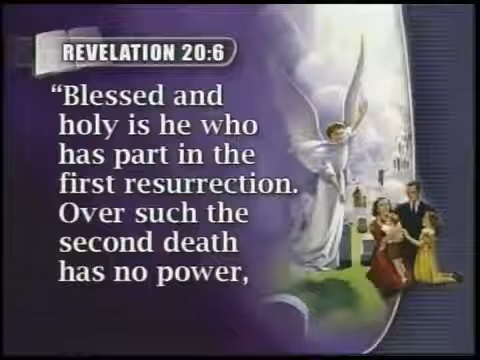 REVELATION 20:6
“Blessed and
holy is he who
has part in the
first resurrection.
Over such the
second death
has no power,